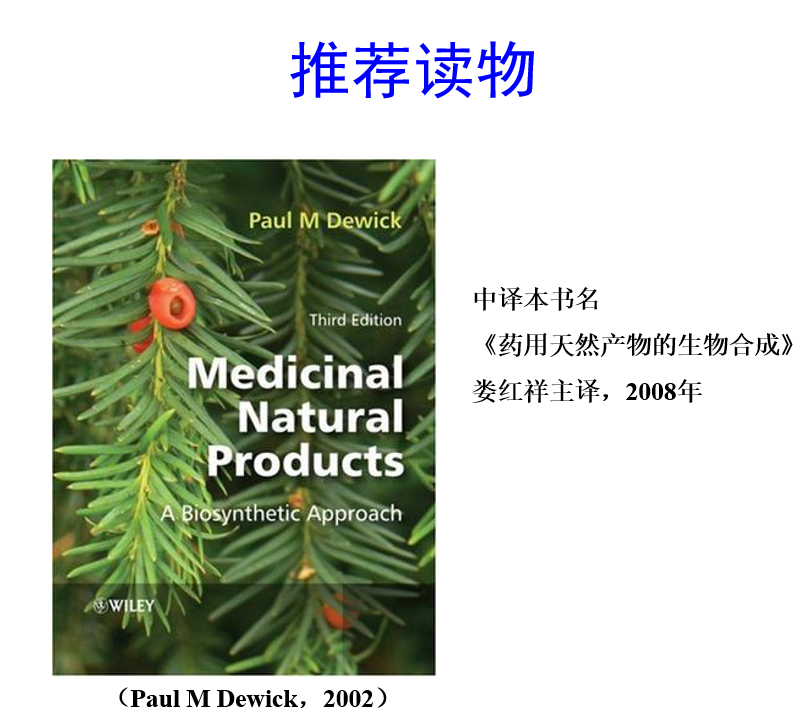 推荐读物
Paul M Dewick
Third Edition
Medicinal
Natural
Products
A Biosynthetic Approach
WILEY
中译本书名
《药用天然产物的生物合成》
娄红祥主译，2008年
（Paul M Dewick，2002）